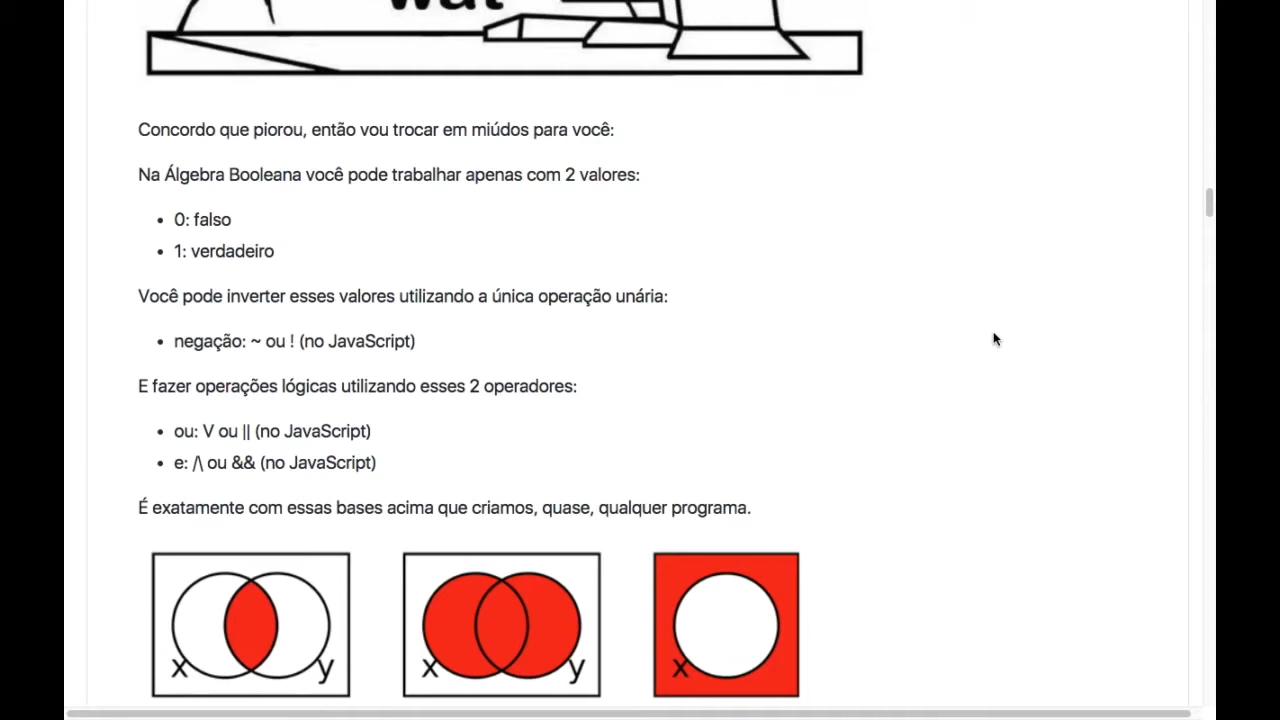 wat
Concordo que piorou, então vou trocar em miúdos para você:
Na Álgebra Booleana você pode trabalhar apenas com 2 valores:
• 0: falso
• 1: verdadeiro
Você pode inverter esses valores utilizando a única operação unária:
• negação: ~ ou ! (no JavaScript)
E fazer operações lógicas utilizando esses 2 operadores:
• ou: V ou || (no JavaScript)
• e: /\ ou && (no JavaScript)
É exatamente com essas bases acima que criamos, quase, qualquer programa.
x y x y x